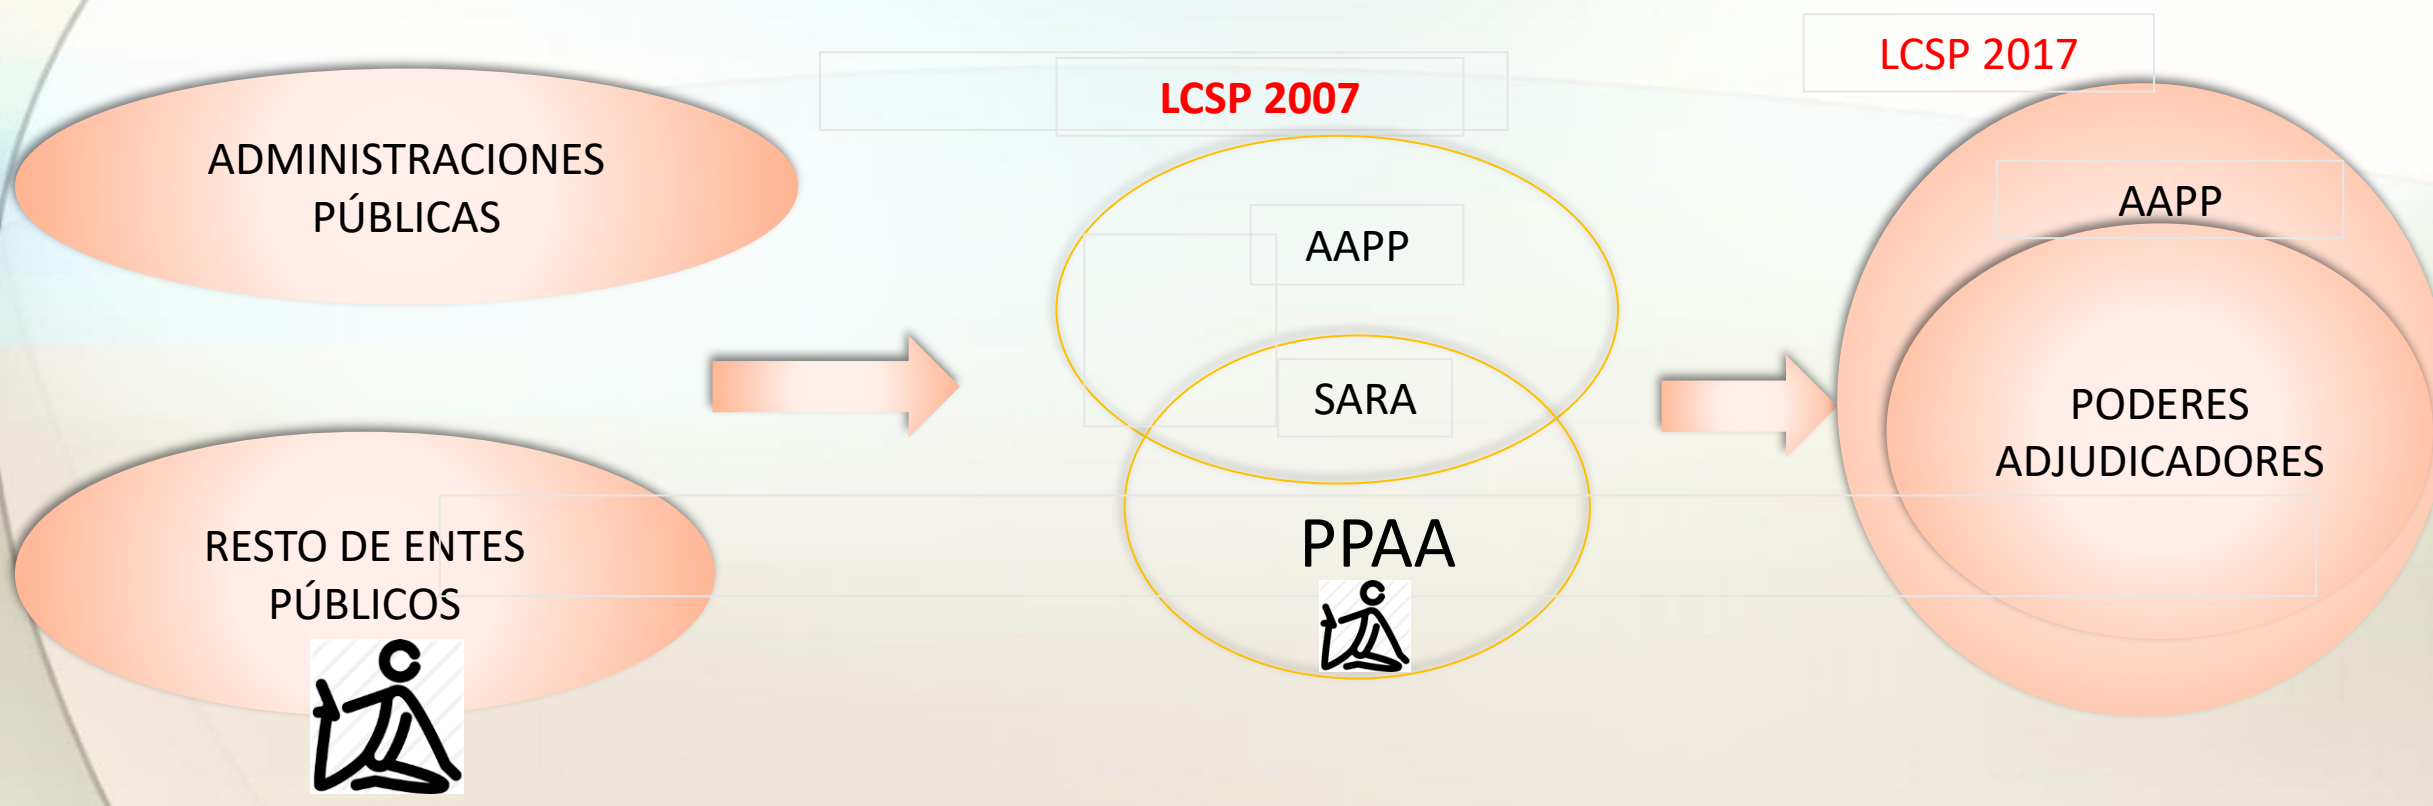 ADMINISTRACIONES
PÚBLICAS
RESTO DE ENTES
PÚBLICOS
LCSP 2007
AAPP
SARA
PPAA
LCSP 2017
AAPP
PODERES
ADJUDICADORES